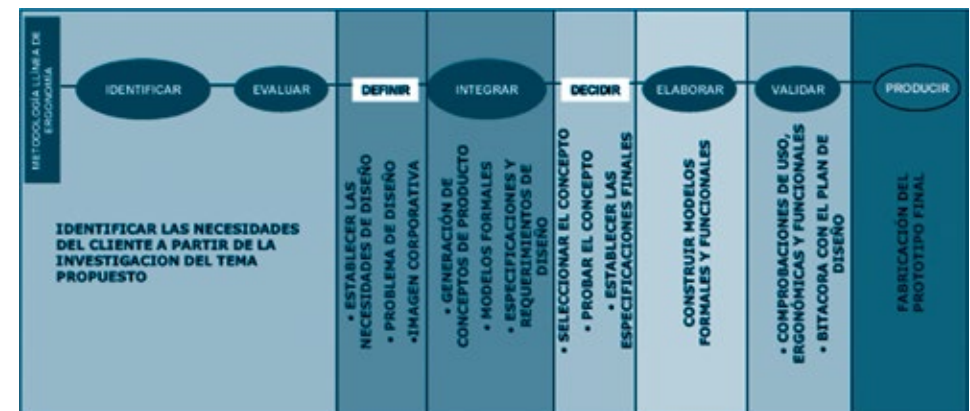 METODOLOGÍA LLÍNEA DE
ERGONOMÍA
IDENTIFICAR
EVALUAR
DEFINIR
INTEGRAR
DECIDIR
ELABORAR
VALIDAR
PRODUCIR
IDENTIFICAR LAS NECESIDADES
DEL CLIENTE A PARTIR DE LA
INVESTIGACION DEL TEMA
PROPUESTO
• ESTABLECER LAS
NECESIDADES DE DISEÑO
• PROBLEMA DE DISEÑO
•IMAGEN CORPORATIVA
• GENERACIÓN DE
CONCEPTOS DE PRODUCTO
• MODELOS FORMALES
• ESPECIFICACIONES Y
REQUERIMIENTOS DE
DISEÑO
• SELECCIONAR EL CONCEPTO
• PROBAR EL CONCEPTO
• ESTABLECER LAS
ESPECIFICACIONES FINALES
CONSTRUIR MODELOS
FORMALES Y FUNCIONALES
• COMPROBACIONES DE USO,
ERGONÓMICAS Y FUNCIONALES
• BITACORA CON EL PLAN DE
DISEÑO
FABRICACIÓN DEL
PROTOTIPO FINAL